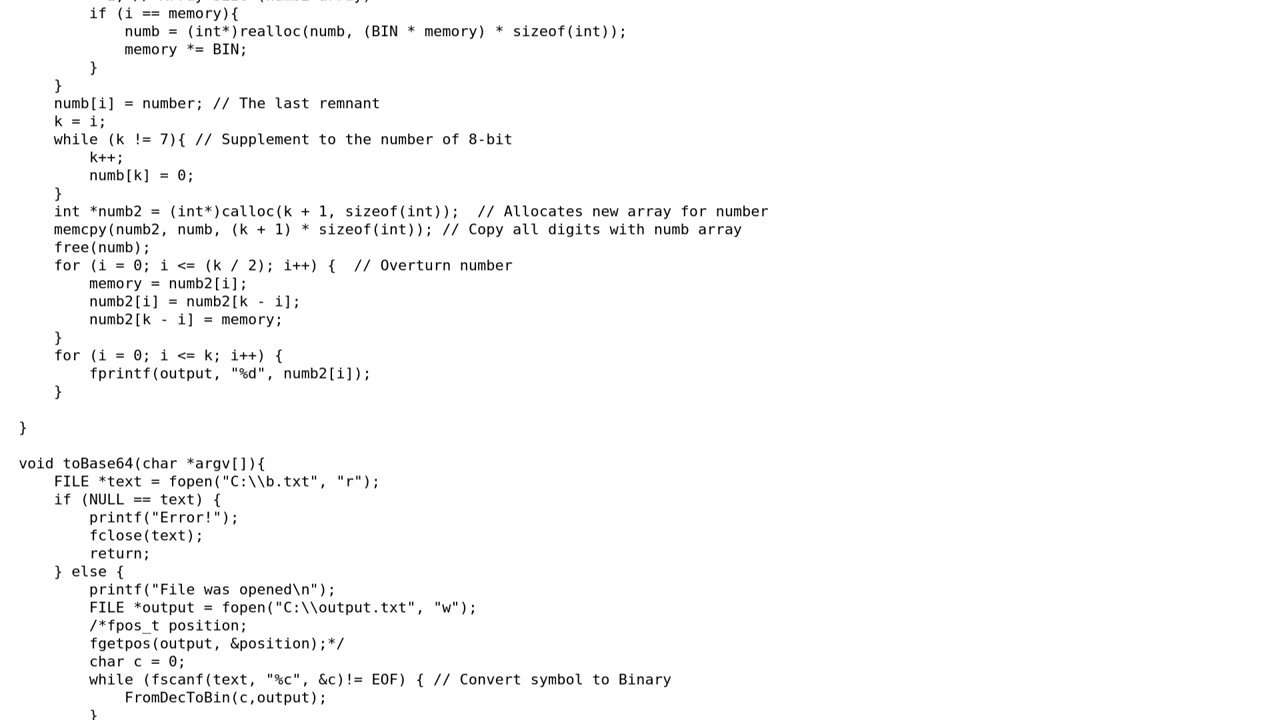 if (i == memory){
numb = (int*)realloc(numb, (BIN * memory) * sizeof(int));
memory *= BIN;
}
}
numb[i] = number; // The last remnant
k = i;
while (k != 7){ // Supplement to the number of 8-bit
k++;
numb[k] = 0;
}
int *numb2 = (int*)calloc(k + 1, sizeof(int));  // Allocates new array for number
memcpy(numb2, numb, (k + 1) * sizeof(int)); // Copy all digits with numb array
free(numb);
for (i = 0; i <= (k / 2); i++) {  // Overturn number
memory = numb2[i];
numb2[i] = numb2[k - i];
numb2[k - i] = memory;
}
for (i = 0; i <= k; i++) {
fprintf(output, "%d", numb2[i]);
}
}
void toBase64(char *argv[]){
FILE *text = fopen("C:\\b.txt", "r");
if (NULL == text) {
printf("Error!");
fclose(text);
return;
} else {
printf("File was opened\n");
FILE *output = fopen("C:\\output.txt", "w");
/*fpos_t position;
fgetpos(output, &position);*/
char c = 0;
while (fscanf(text, "%c", &c)!= EOF) { // Convert symbol to Binary
FromDecToBin(c,output);
}